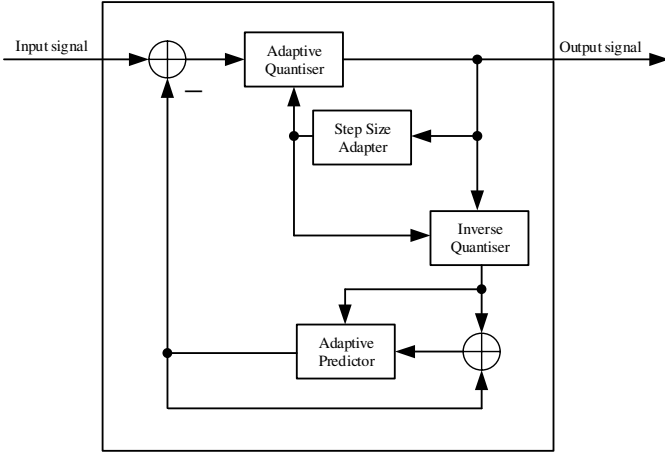 Input signal
Adaptive
Quantiser
Output signal
Step Size
Adapter
Inverse
Quantiser
Adaptive
Predictor